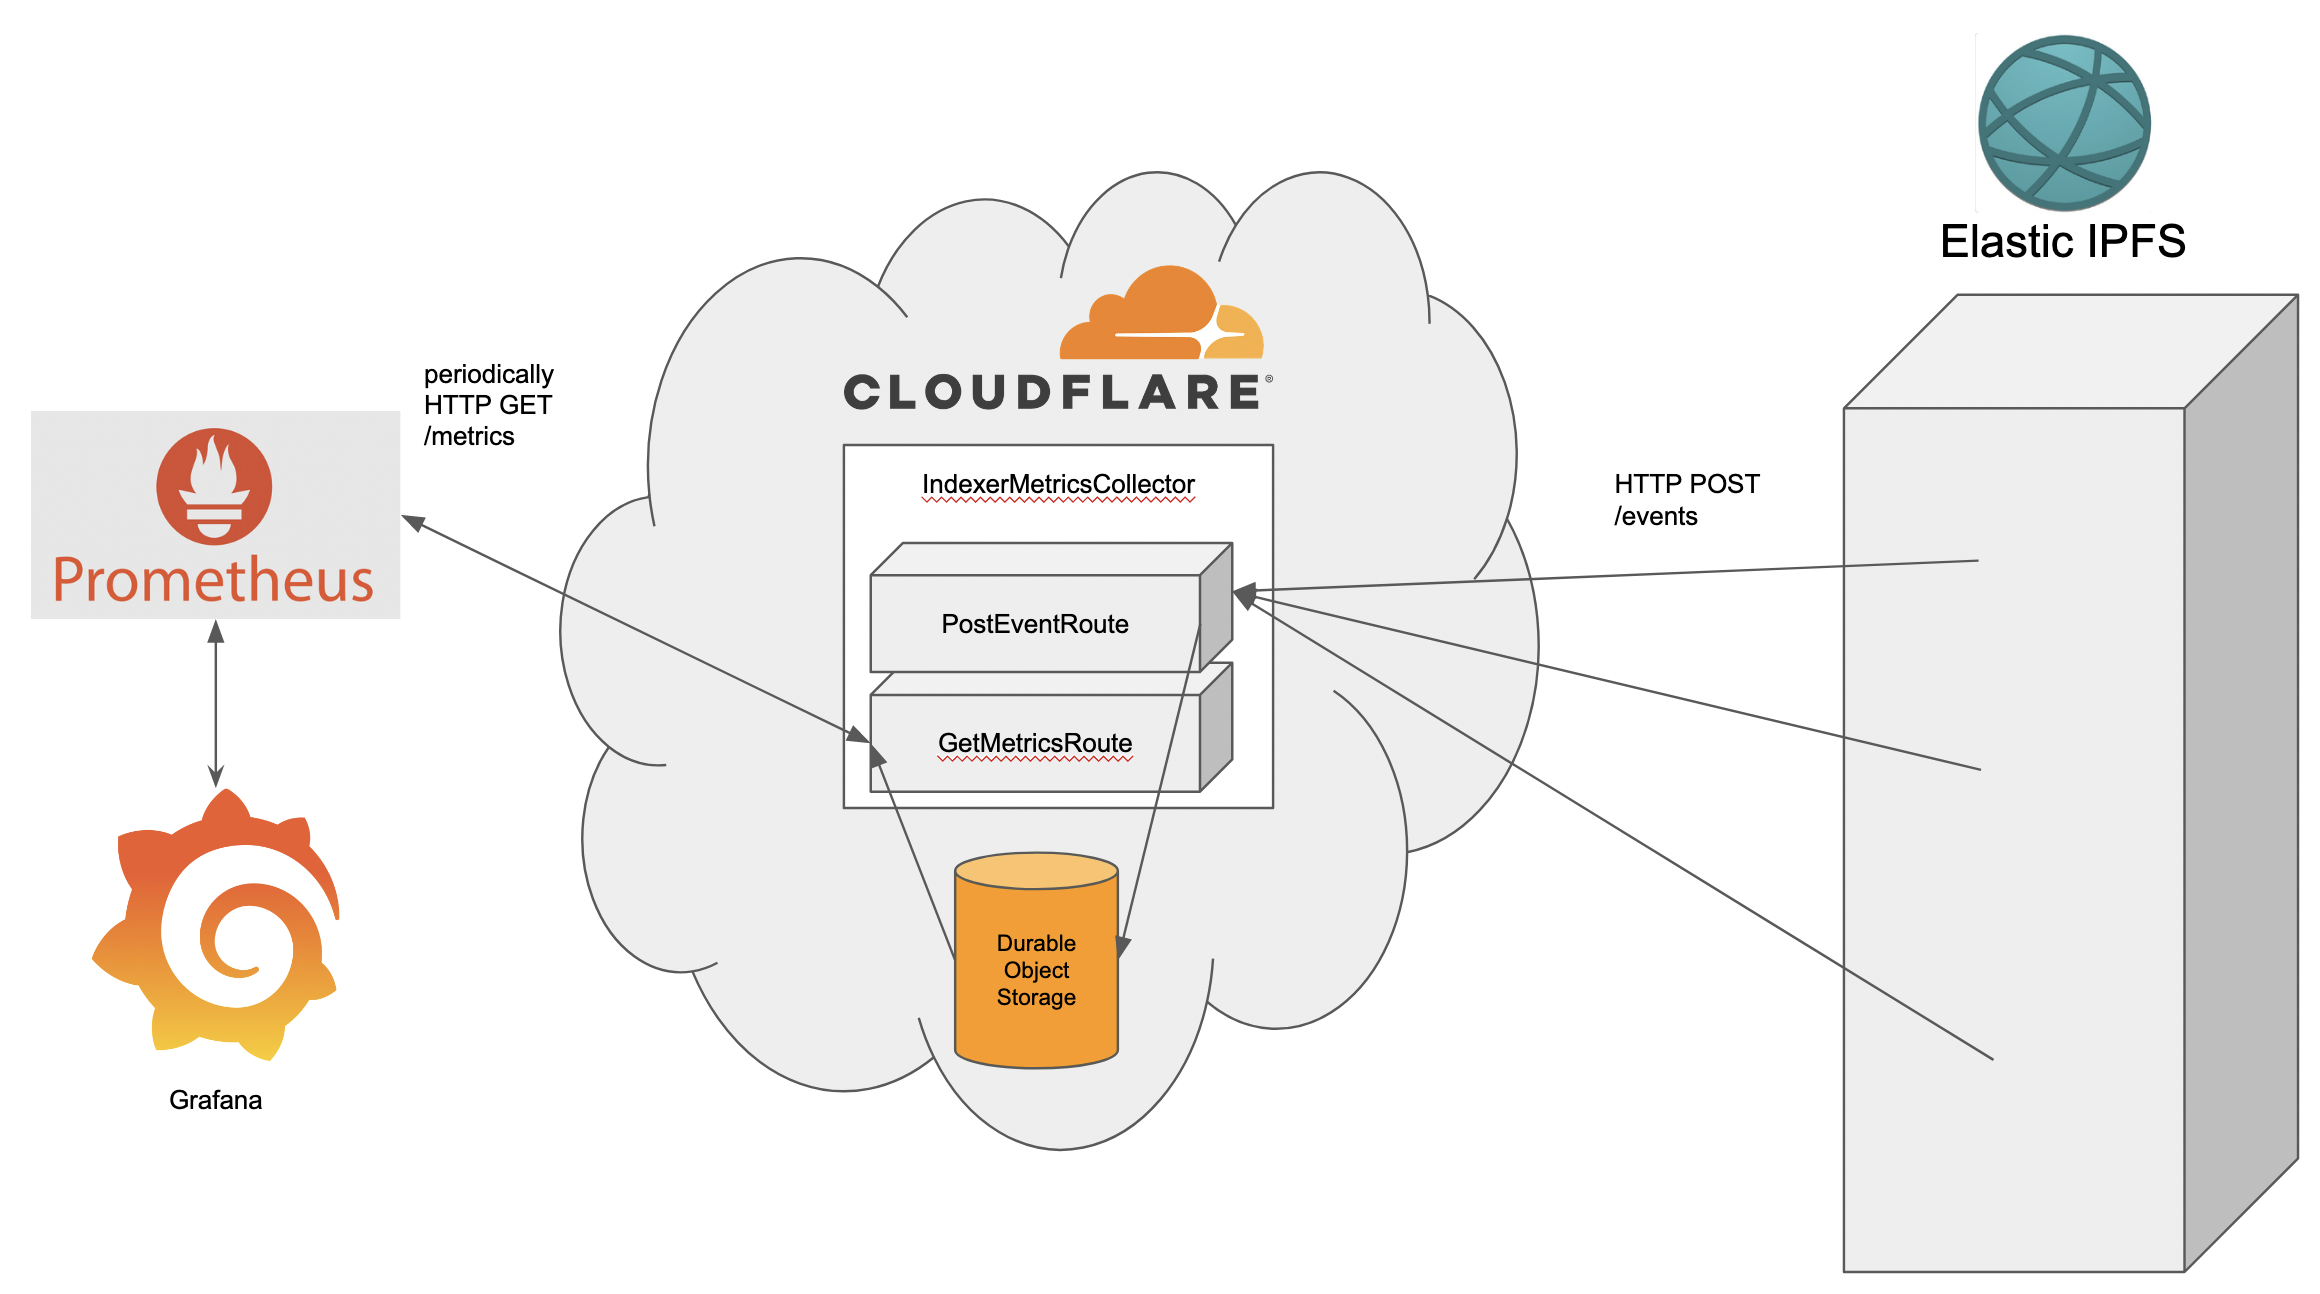 Elastic IPFS
CLOUDFLARE®
periodically
HTTP GET
/metrics
Prometheus
IndexerMetricsCollector
HTTP POST
/events
PostEventRoute
GetMetricsRoute
Durable
Object
Storage
Grafana